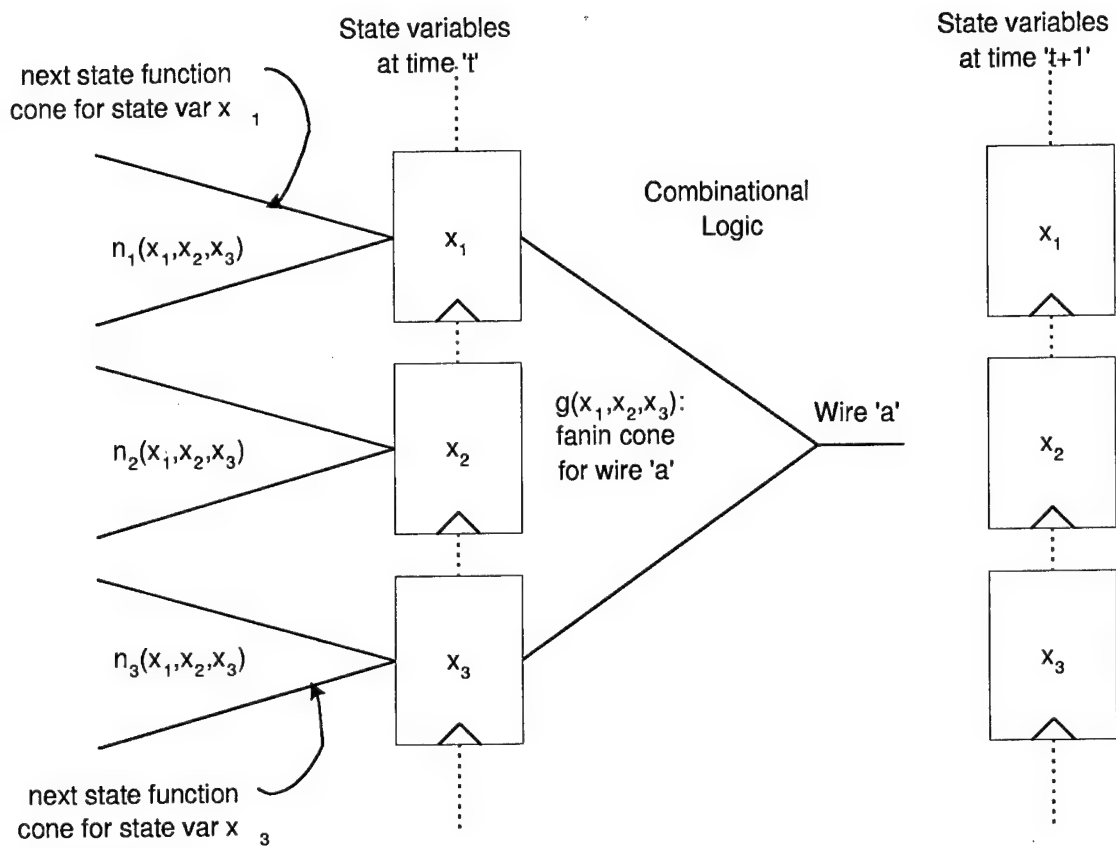 State variables
at time 't'
State variables
at time 't+1'
next state function
cone for state var x 1
n1(x1,x2,x3)
x1
Combinational
Logic
x1
n2(x1,x2,x3)
x2
g(x1,x2,x3):
fanin cone
for wire 'a'
Wire 'a'
x2
n3(x1,x2,x3)
x3
x3
next state function
cone for state var x 3